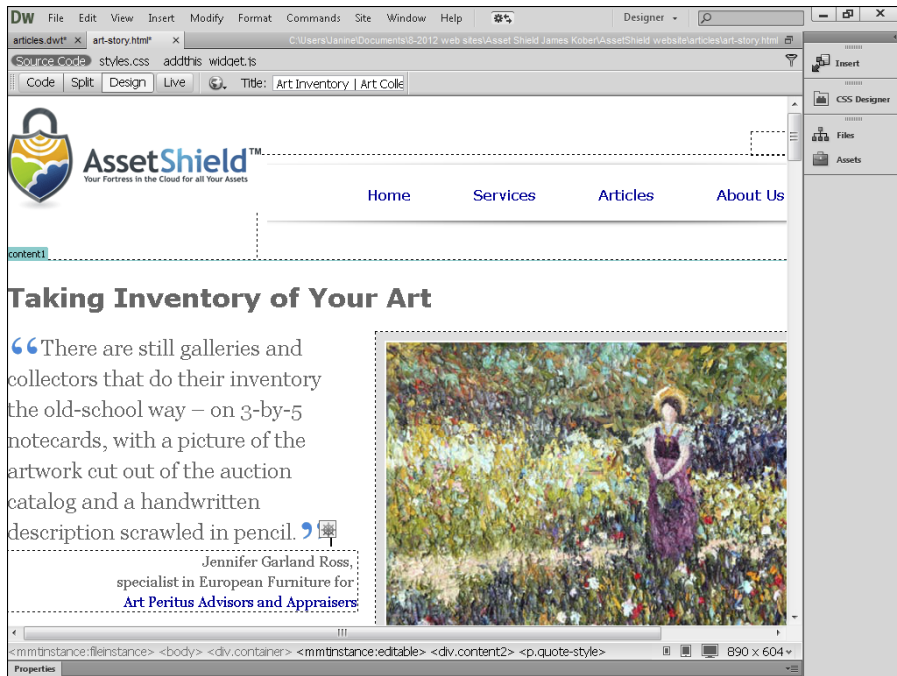 DW File Edit View Insert Modify Format Commands Site Window Help Designer
articles.dwt* × art-story.html* × C:\Users\Janine\Documents\8-2012 web sites\Asset Shield James Kober\AssetShield website\articles\art-story.html
Source Code styles.css addthis widget.js
Code Split Design Live Title: Art Inventory | Art Colle
Insert
CSS Designer
Files
Assets
AssetShield™
Your Fortress in the Cloud for all Your Assets
Home Services Articles About Us
content1
Taking Inventory of Your Art
“There are still galleries and
collectors that do their inventory
the old-school way – on 3-by-5
notecards, with a picture of the
artwork cut out of the auction
catalog and a handwritten
description scrawled in pencil.
Jennifer Garland Ross,
specialist in European Furniture for
Art Peritus Advisors and Appraisers
<mmtinstance:fileinstance> <body> <div.container> <mmtinstance:editable> <div.content2> <p.quote-style> 890 × 604
Properties